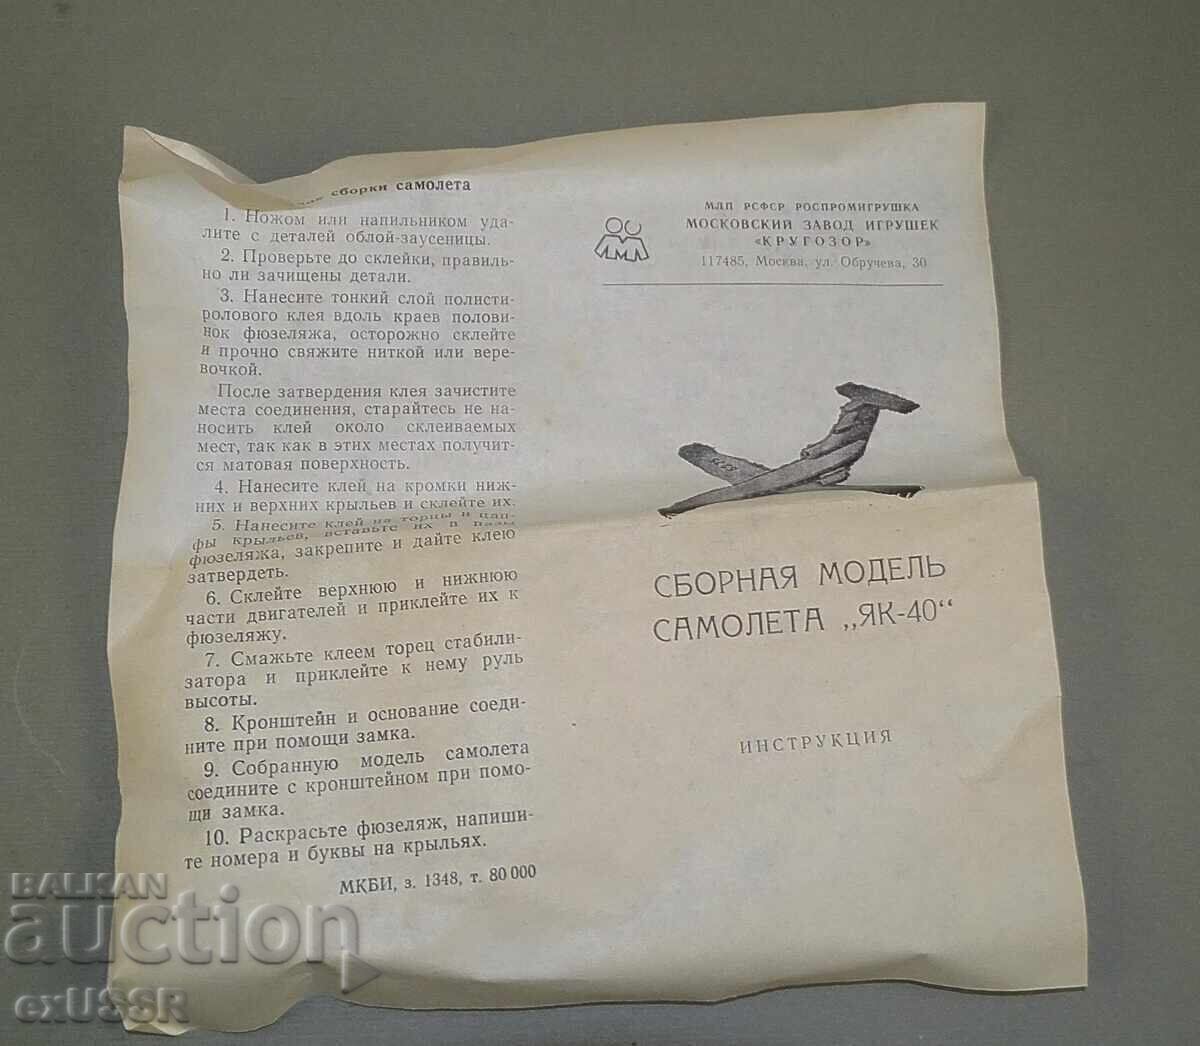 сборки самолета
1. Ножом или напильником уда-
лите с деталей облой-заусеницы.
2. Проверьте до склейки, правиль-
но ли зачищены детали.
3. Нанесите тонкий слой полисти-
ролового клея вдоль краев полови-
нок фюзеляжа, осторожно склейте
и прочно свяжите ниткой или вере-
вочкой.
После затвердения клея зачистите
места соединения, старайтесь не на-
носить клей около склеиваемых
мест, так как в этих местах получит-
ся матовая поверхность.
4. Нанесите клей на кромки ниж-
них и верхних крыльев и склейте их.
5. Нанесите клей на торцы и цап-
фы крыльев, вставьте их в пазы
фюзеляжа, закрепите и дайте клею
затвердеть.
6. Склейте верхнюю и нижнюю
части двигателей и приклейте их к
фюзеляжу.
7. Смажьте клеем торец стабили-
затора и приклейте к нему руль
высоты.
8. Кронштейн и основание соеди-
ните при помощи замка.
9. Собранную модель самолета
соедините с кронштейном при помо-
щи замка.
10. Раскрасьте фюзеляж, напиши-
те номера и буквы на крыльях.
МКБИ, з. 1348, т. 80 000
МЛП РСФСР РОСПРОМИГРУШКА
МОСКОВСКИЙ ЗАВОД ИГРУШЕК
«КРУГОЗОР»
117485, Москва, ул. Обручева, 30
СБОРНАЯ МОДЕЛЬ
САМОЛЕТА „ЯК-40“
ИНСТРУКЦИЯ
BALKAN
auction
exUSSR